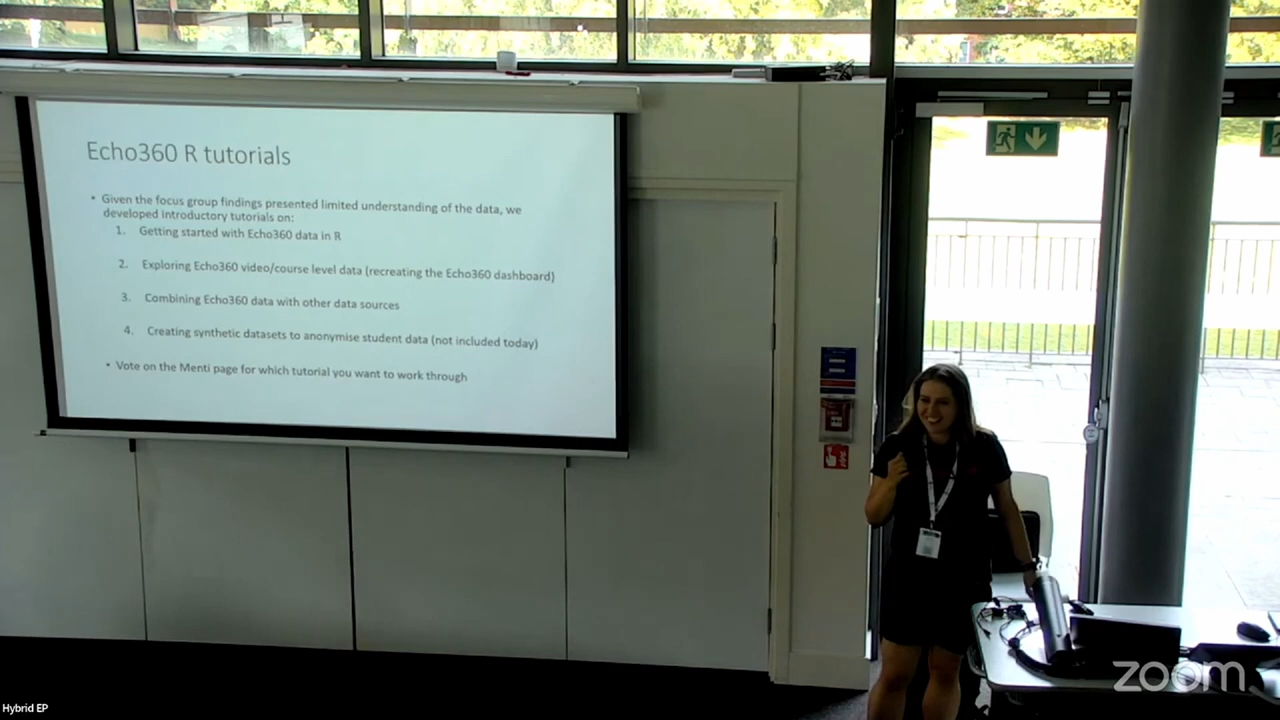 Echo360 R tutorials
• Given the focus group findings presented limited understanding of the data, we
developed introductory tutorials on:
1. Getting started with Echo360 data in R
2. Exploring Echo360 video/course level data (recreating the Echo360 dashboard)
3. Combining Echo360 data with other data sources
4. Creating synthetic datasets to anonymise student data (not included today)
• Vote on the Menti page for which tutorial you want to work through
zoom
Hybrid EP